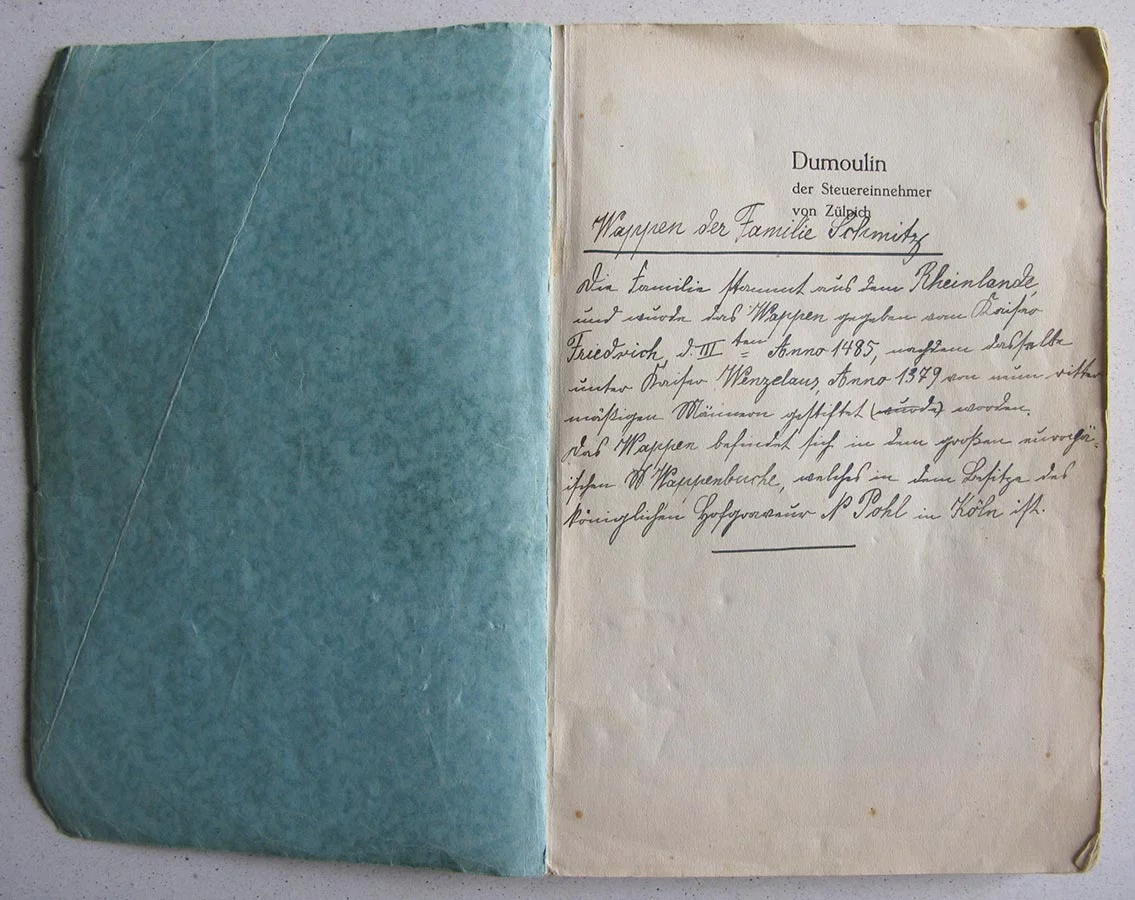 Dumoulin
der Steuereinnehmer
von Zülpich
Wappen der Familie Schmitz
Die Familie stammt aus dem Rheinlande,
und wurde das Wappen gegeben vom Kaiser
Friedrich, d. III ten Anno 1485, nachdem dasselbe
unter Kaiser Wenzelaus, Anno 1379 von neun ritter
mäßigen Männern gestiftet (wurde) worden.
Das Wappen befindet sich in dem großen europä-
ischen Wappenbuche, welches in dem Besitze des
königlichen Hofgraveur N Pohl in Köln ist.